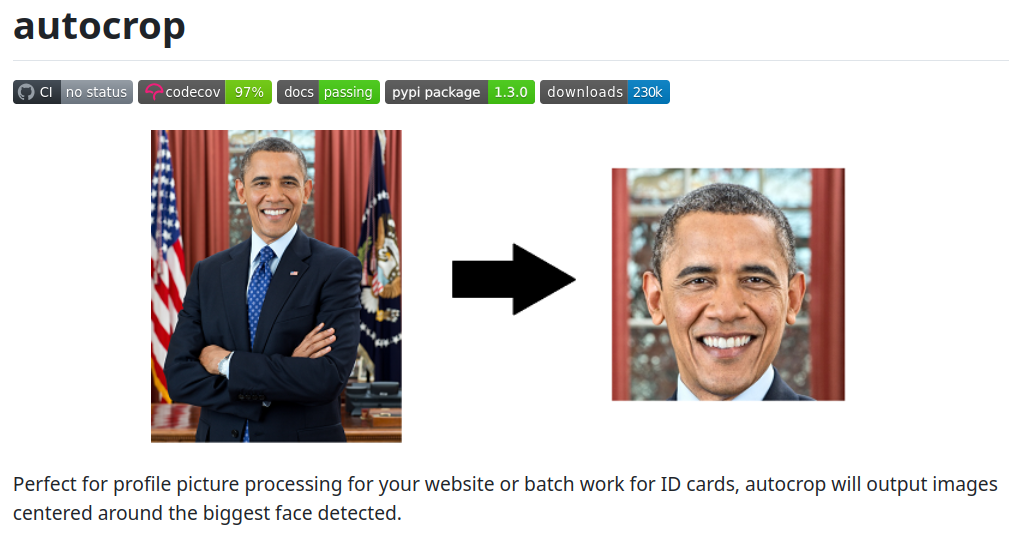 autocrop
CI no status codecov 97% docs passing pypi package 1.3.0 downloads 230k
Perfect for profile picture processing for your website or batch work for ID cards, autocrop will output images
centered around the biggest face detected.